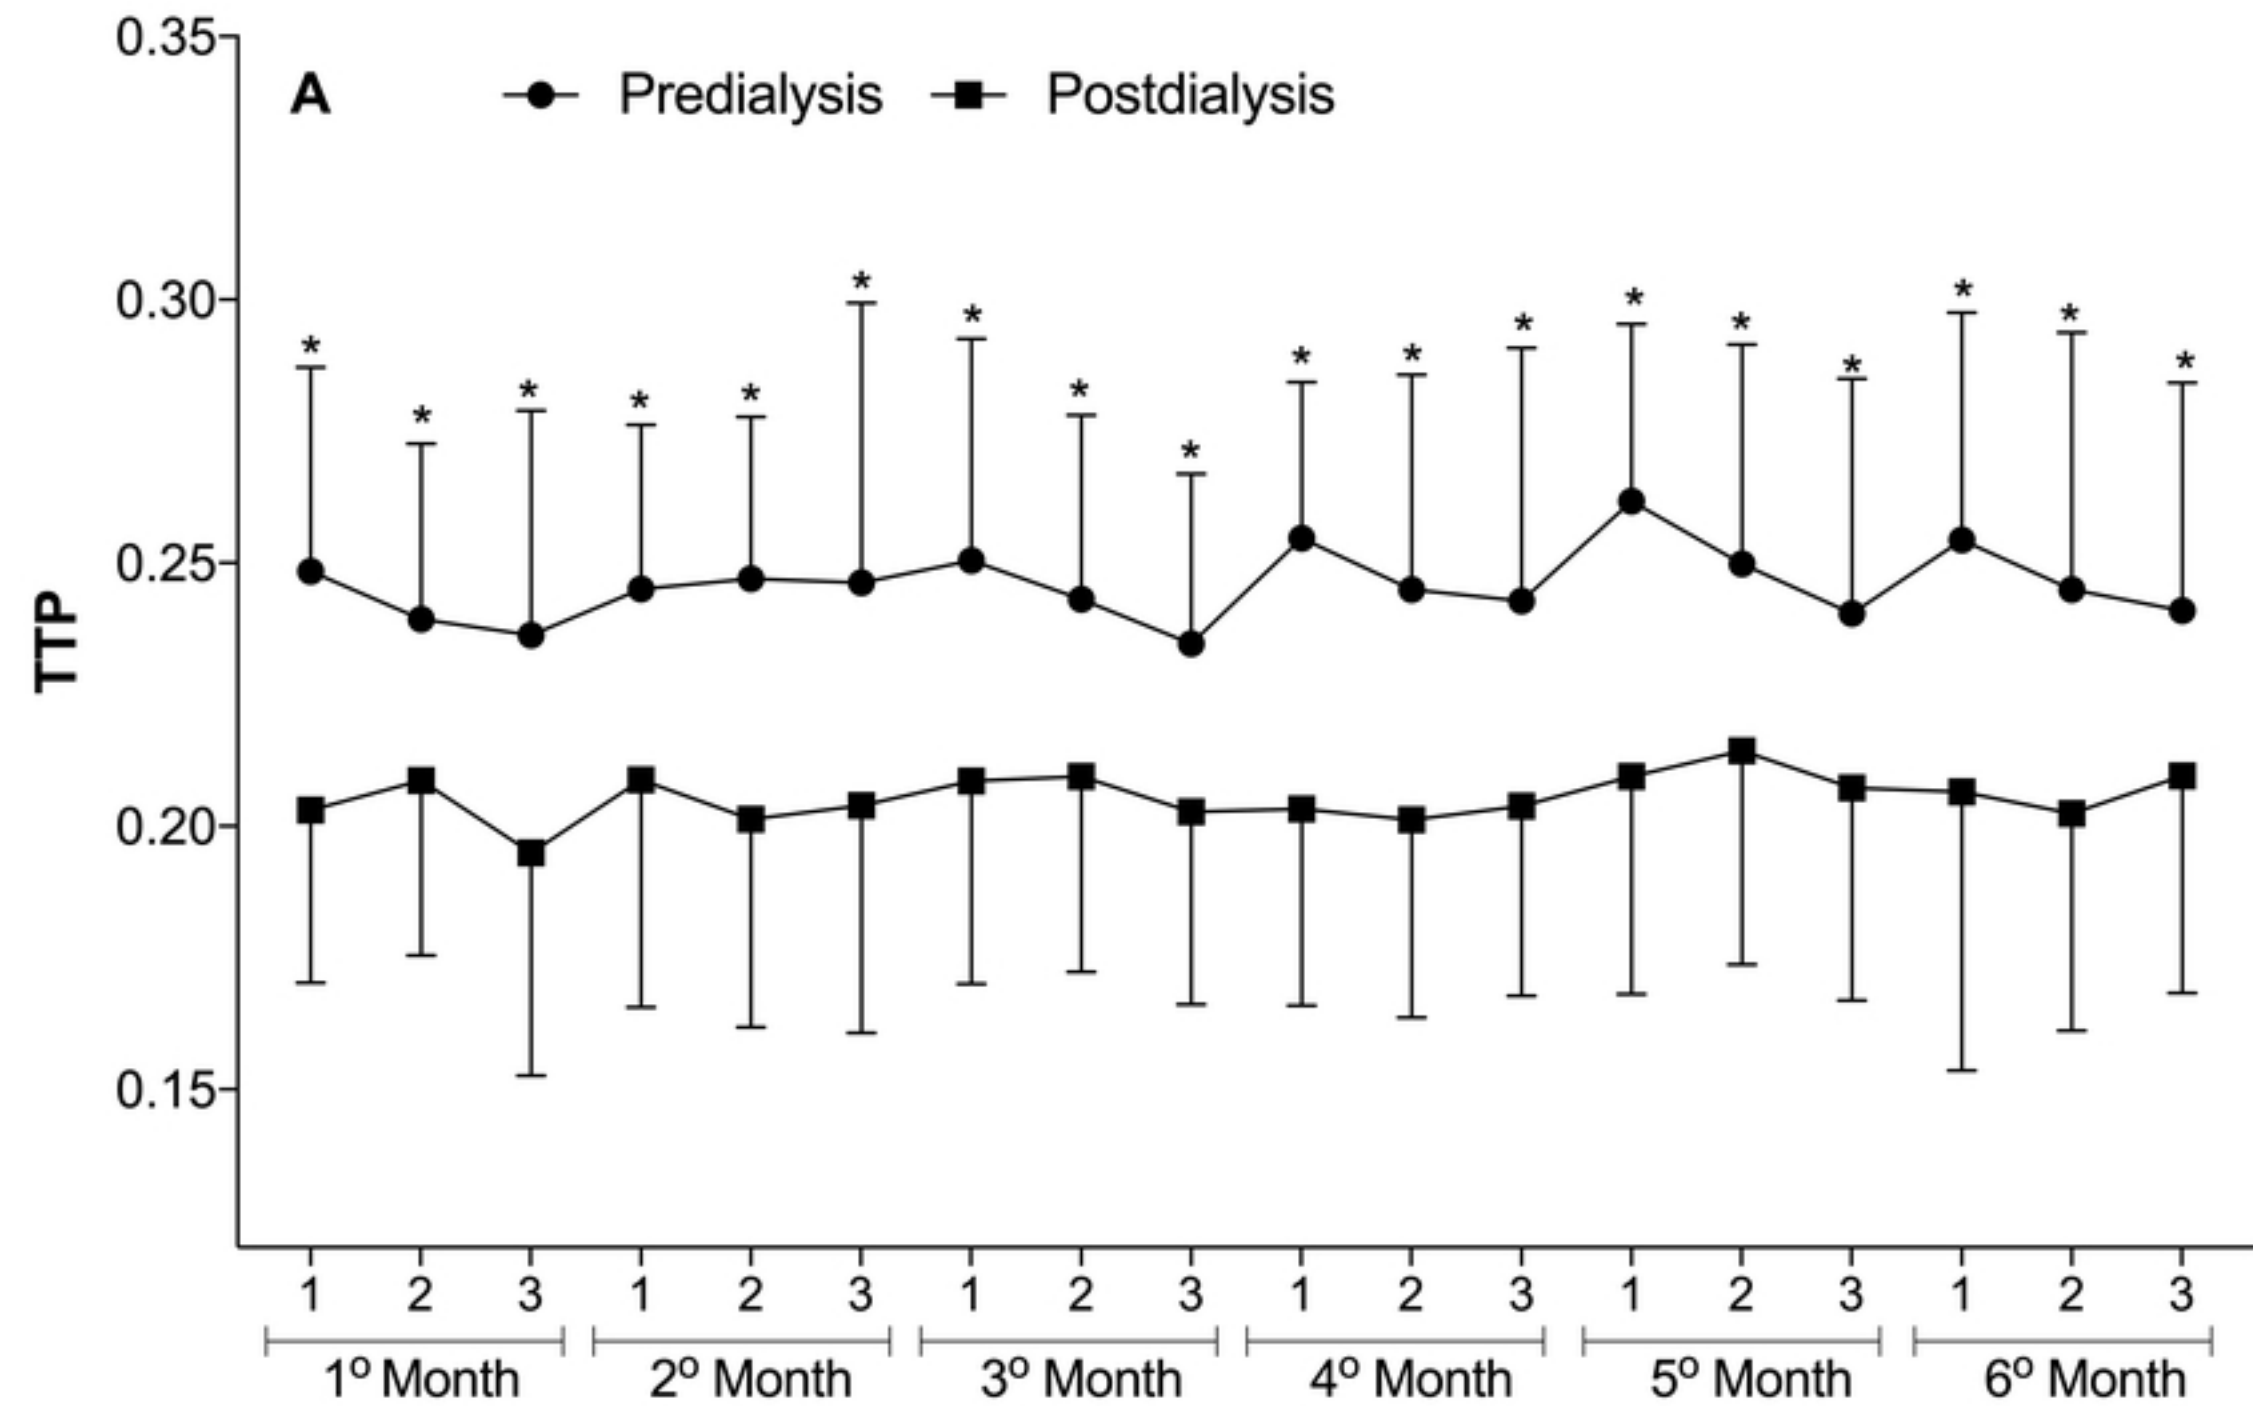 0.35
A Predialysis Postdialysis
* * * * * * * * * * * * * * * * * *
0.30
0.25
TTP
0.20
0.15
1 2 3 1 2 3 1 2 3 1 2 3 1 2 3 1 2 3
1º Month 2º Month 3º Month 4º Month 5º Month 6º Month